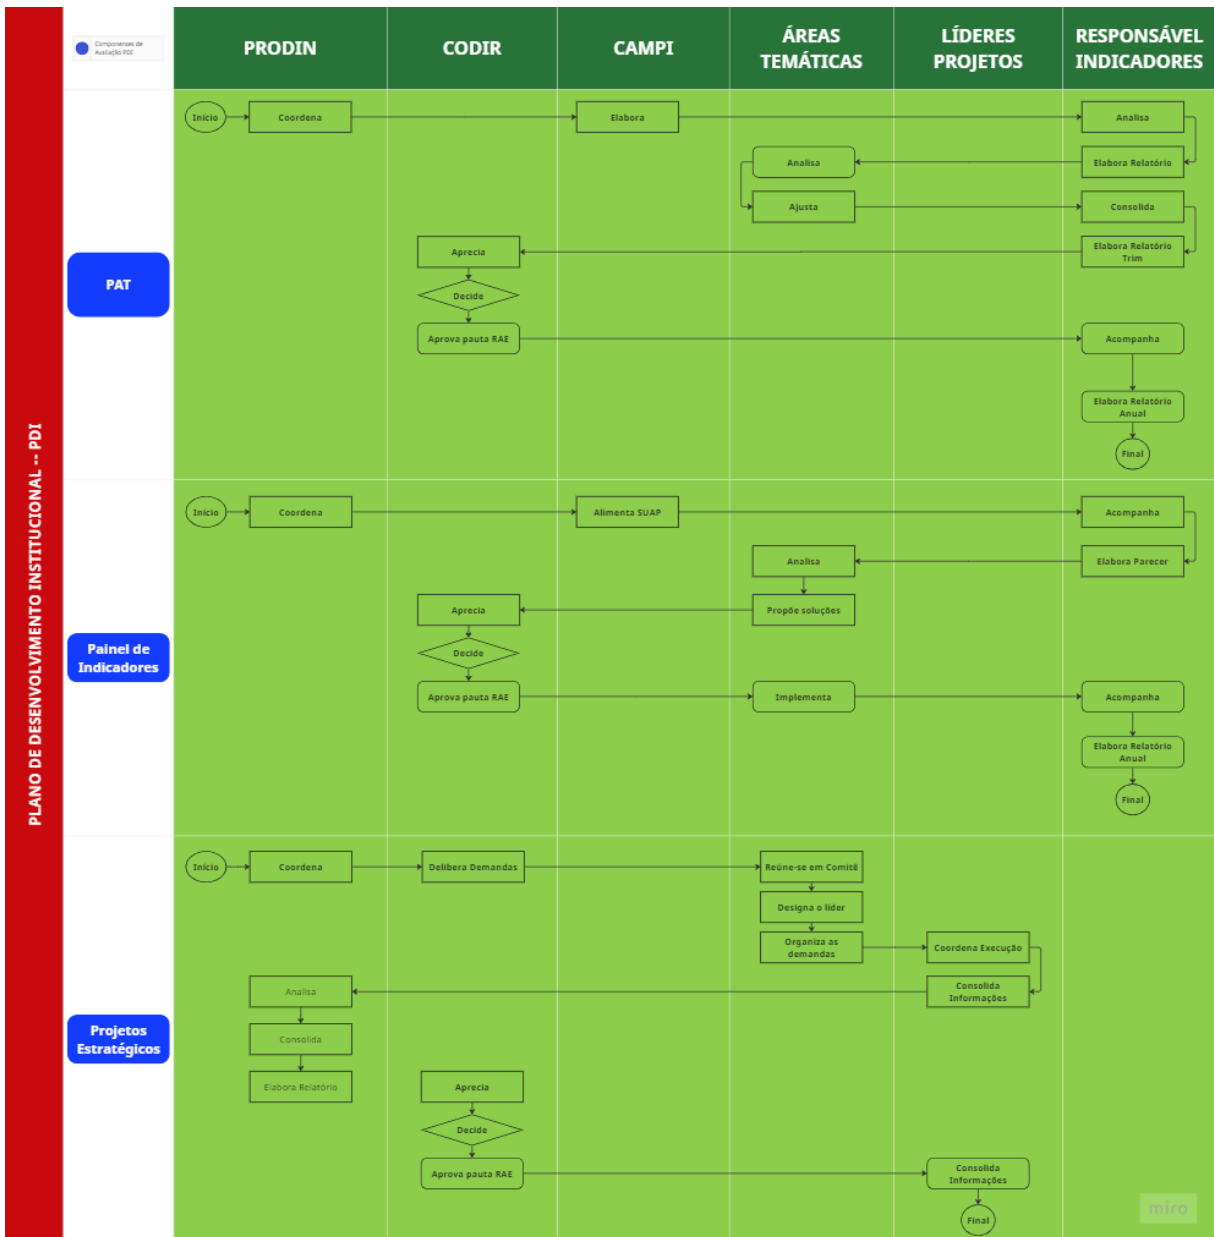 Componenses de
Avaliação PDI
PRODIN
CODIR
CAMPI
ÁREAS
TEMÁTICAS
LÍDERES
PROJETOS
RESPONSÁVEL
INDICADORES
PLANO DE DESENVOLVIMENTO INSTITUCIONAL -- PDI
PAT
Início
Coordena
Elabora
Analisa
Analisa
Elabora Relatório
Ajusta
Consolida
Aprecia
Elabora Relatório
Trim
Decide
Aprova pauta RAE
Acompanha
Elabora Relatório
Anual
Final
Painel de
Indicadores
Início
Coordena
Alimenta SUAP
Acompanha
Analisa
Elabora Parecer
Aprecia
Propõe soluções
Decide
Aprova pauta RAE
Implementa
Acompanha
Elabora Relatório
Anual
Final
Projetos
Estratégicos
Início
Coordena
Delibera Demandas
Reúne-se em Comitê
Designa o líder
Organiza as
demandas
Coordena Execução
Analisa
Consolida
Informações
Consolida
Elabora Relatório
Aprecia
Decide
Aprova pauta RAE
Consolida
Informações
Final
miro